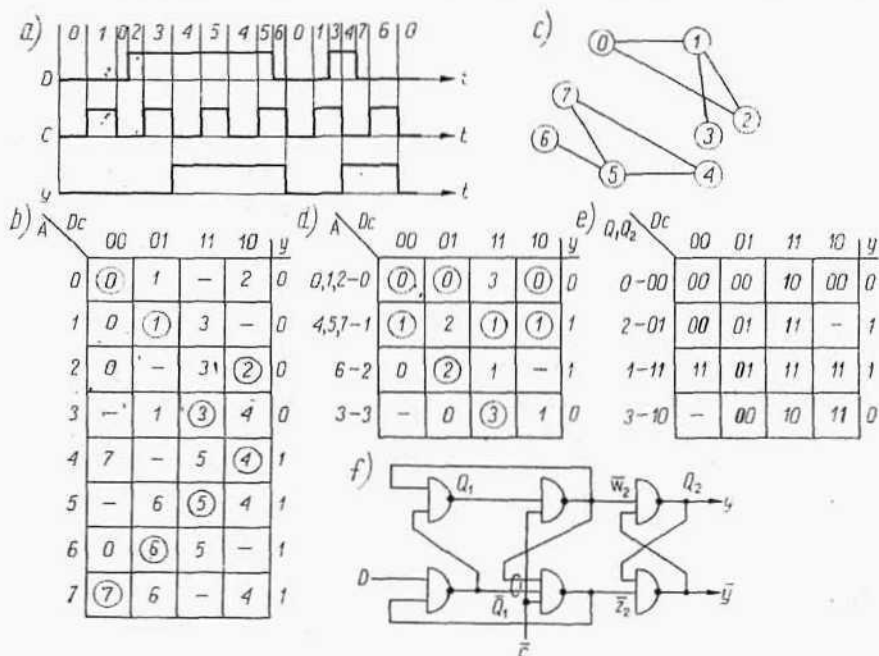 a) 0 1 0 2 3 4 5 4 5 6 0 1 3 4 7 6 0
D t
C t
y t
c) 0 1 2 3 7 6 5 4
b) A Dc 00 01 11 10 y
0 0 1 – 2 0
1 0 1 3 – 0
2 0 – 3 2 0
3 – 1 3 4 0
4 7 – 5 4 1
5 – 6 5 4 1
6 0 6 5 – 1
7 7 6 – 4 1
d) A Dc 00 01 11 10 y
0,1,2–0 0 0 3 0 0
4,5,7–1 1 2 1 1 1
6–2 0 2 1 – 1
3–3 – 0 3 1 0
e) Q₁Q₂ Dc 00 01 11 10 y
0–00 00 00 10 00 0
2–01 00 01 11 – 1
1–11 11 01 11 11 1
3–10 – 00 10 11 0
f) Q₁ w̅₂ Q₂ y
D Q̅₁ z̅₂ y̅
c̅